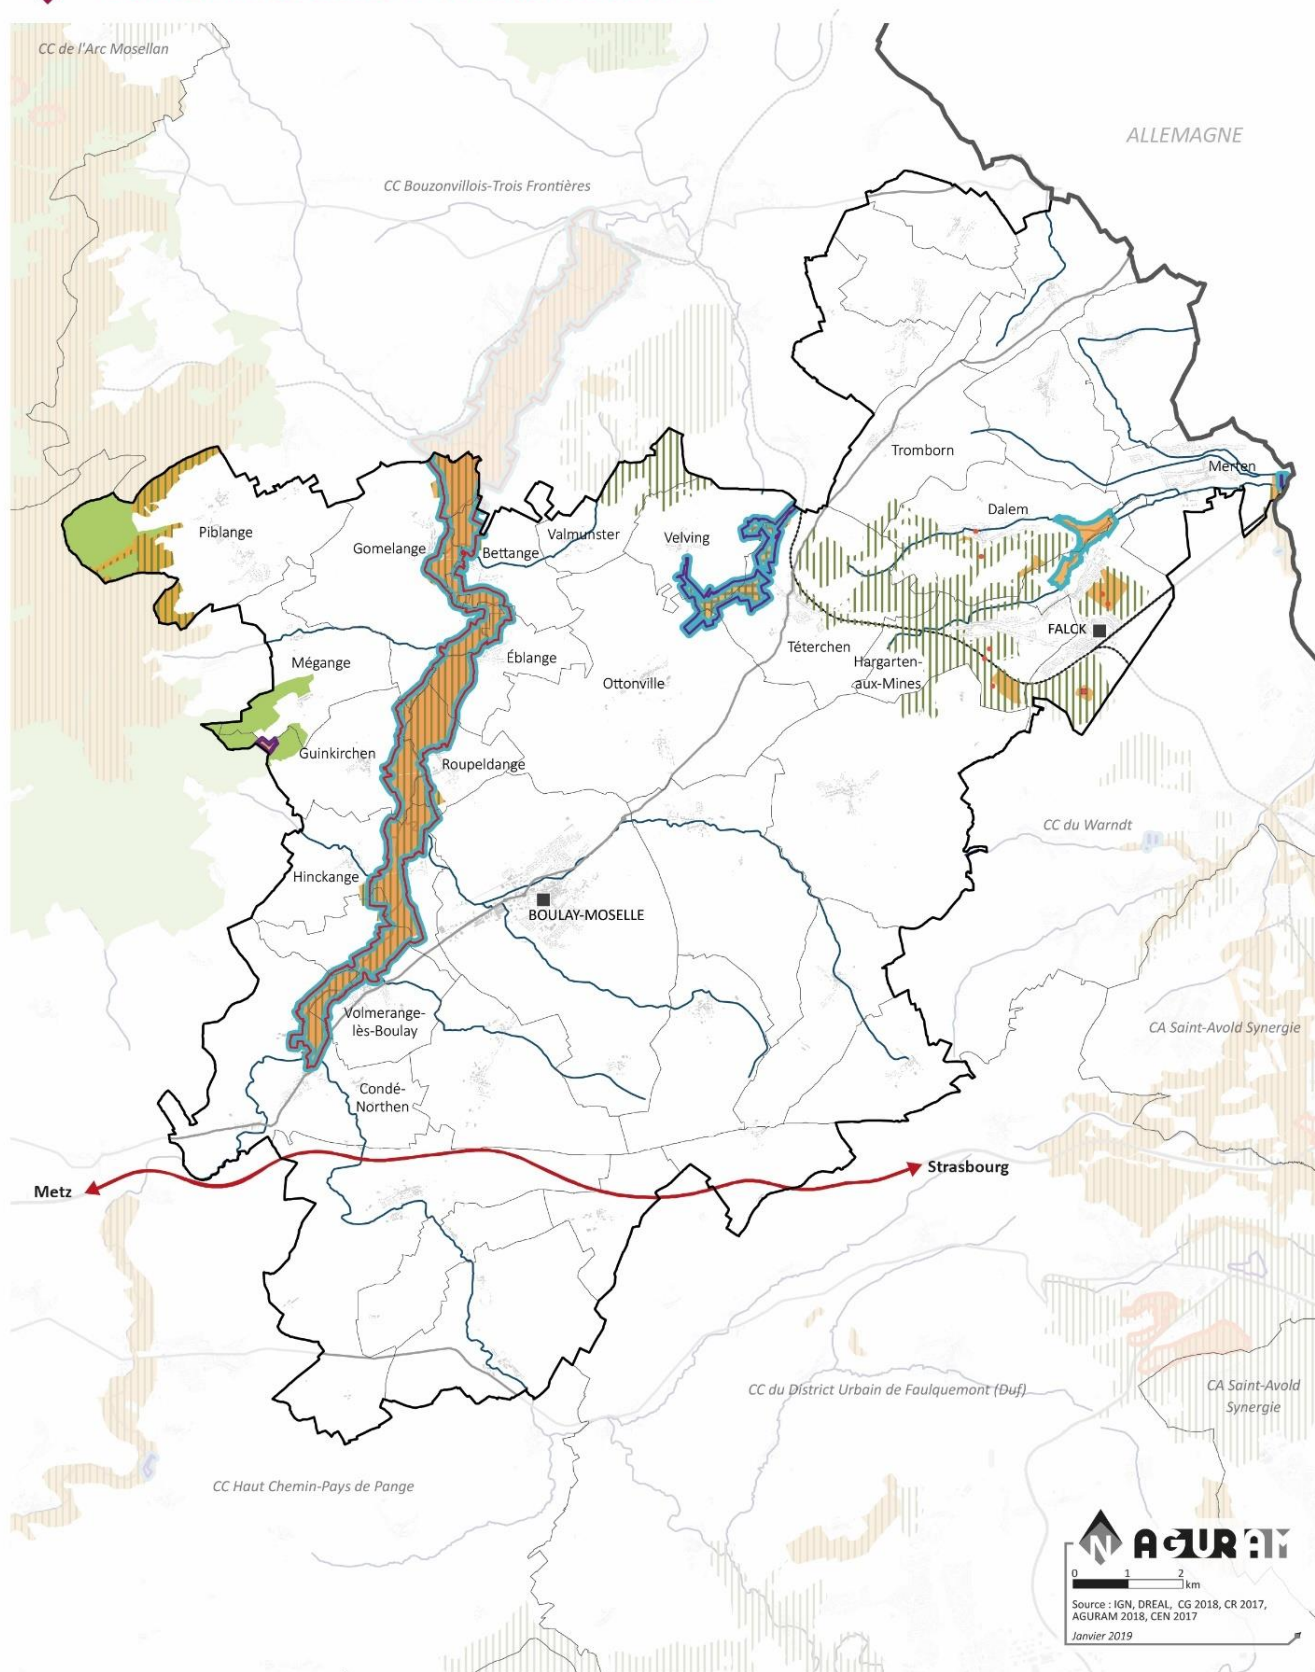 CC de l'Arc Mosellan
ALLEMAGNE
CC Bouzonvillois-Trois Frontières
Tromborn
Merten
Dalem
Piblange
Gomelange
Bettange
Valmunster
Velving
FALCK
Téterchen
Hargarten-
aux-Mines
Mégange
Éblange
Ottonville
Guinkirchen
Roupeldange
CC du Warndt
Hinckange
BOULAY-MOSELLE
Volmerange-
lès-Boulay
CA Saint-Avold Synergie
Condé-
Northen
Strasbourg
Metz
CC du District Urbain de Faulquemont (Duf)
CA Saint-Avold
Synergie
CC Haut Chemin-Pays de Pange
N AGURAM
0 1 2
km
Source : IGN, DREAL, CG 2018, CR 2017,
AGURAM 2018, CEN 2017
Janvier 2019